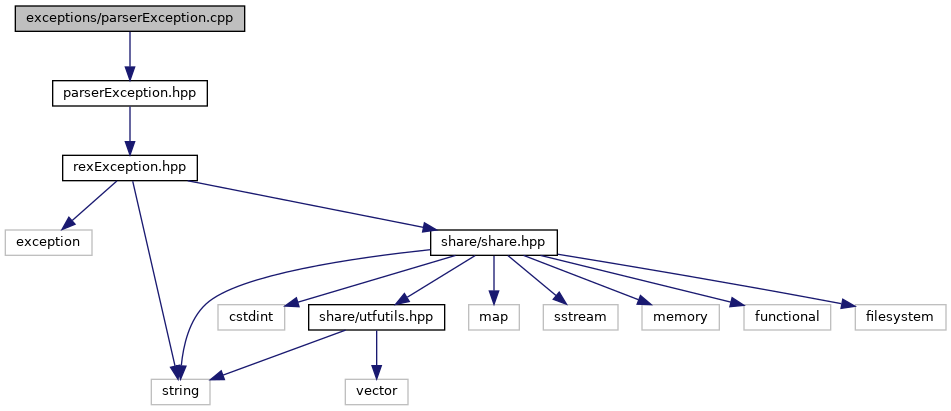 exceptions/parserException.cpp
parserException.hpp
rexException.hpp
exception
share/share.hpp
cstdint
share/utfutils.hpp
map
sstream
memory
functional
filesystem
string
vector